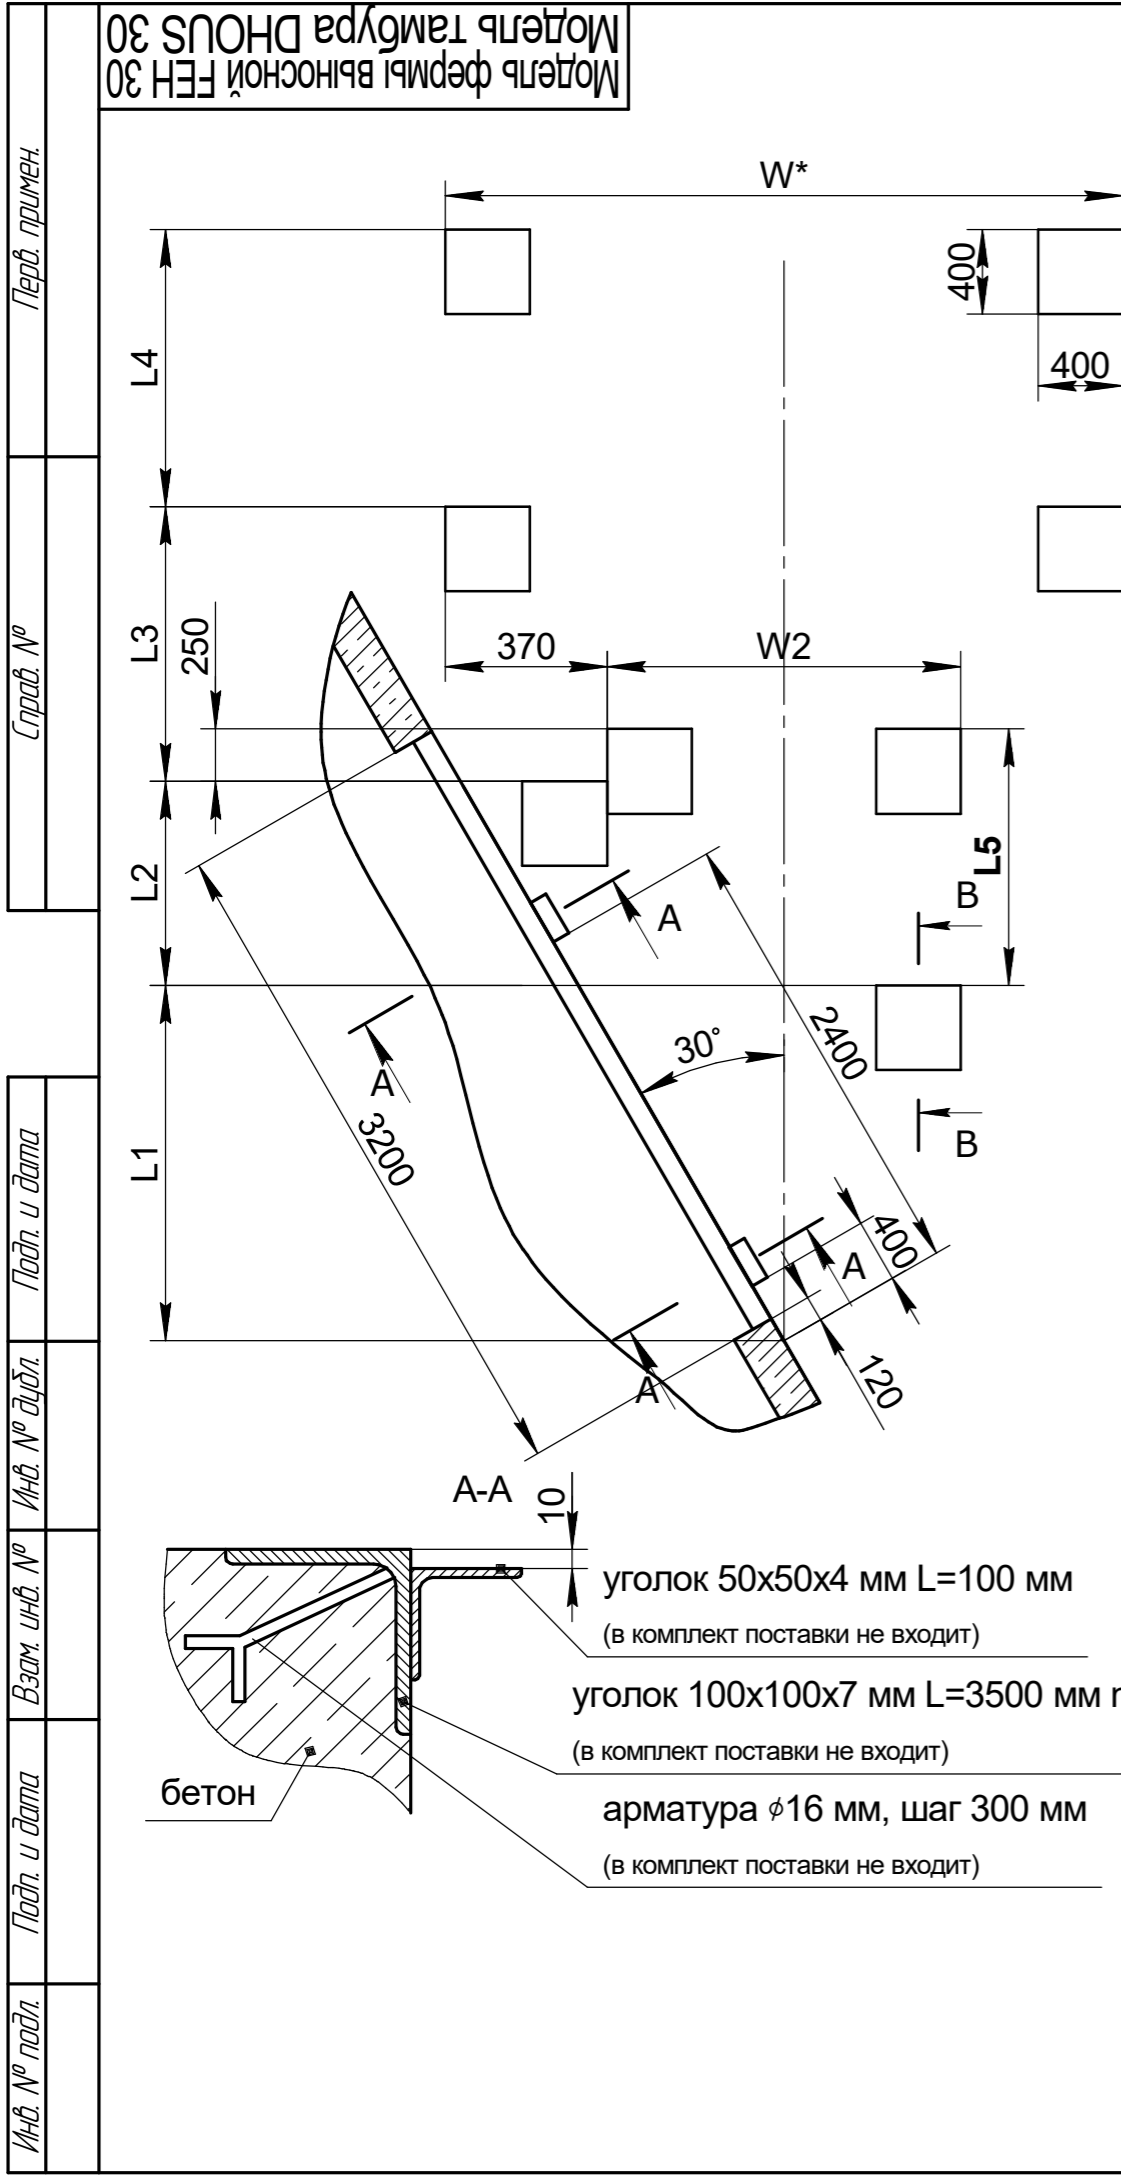 Модель фермы выносной FEH 30
Модель тамбура DHOUS 30
Перв. примен.
Справ. №
Подп. и дата
Инв. № дубл.
Взам. инв. №
Подп. и дата
Инв. № подл.
W*
400
400
L4
L3
250
370
W2
L2
L5
A
B
2400
30°
A
3200
B
L1
400
A
120
A
A-A
10
уголок 50x50x4 мм L=100 мм
(в комплект поставки не входит)
уголок 100x100x7 мм L=3500 мм
(в комплект поставки не входит)
бетон
арматура ϕ16 мм, шаг 300 мм
(в комплект поставки не входит)